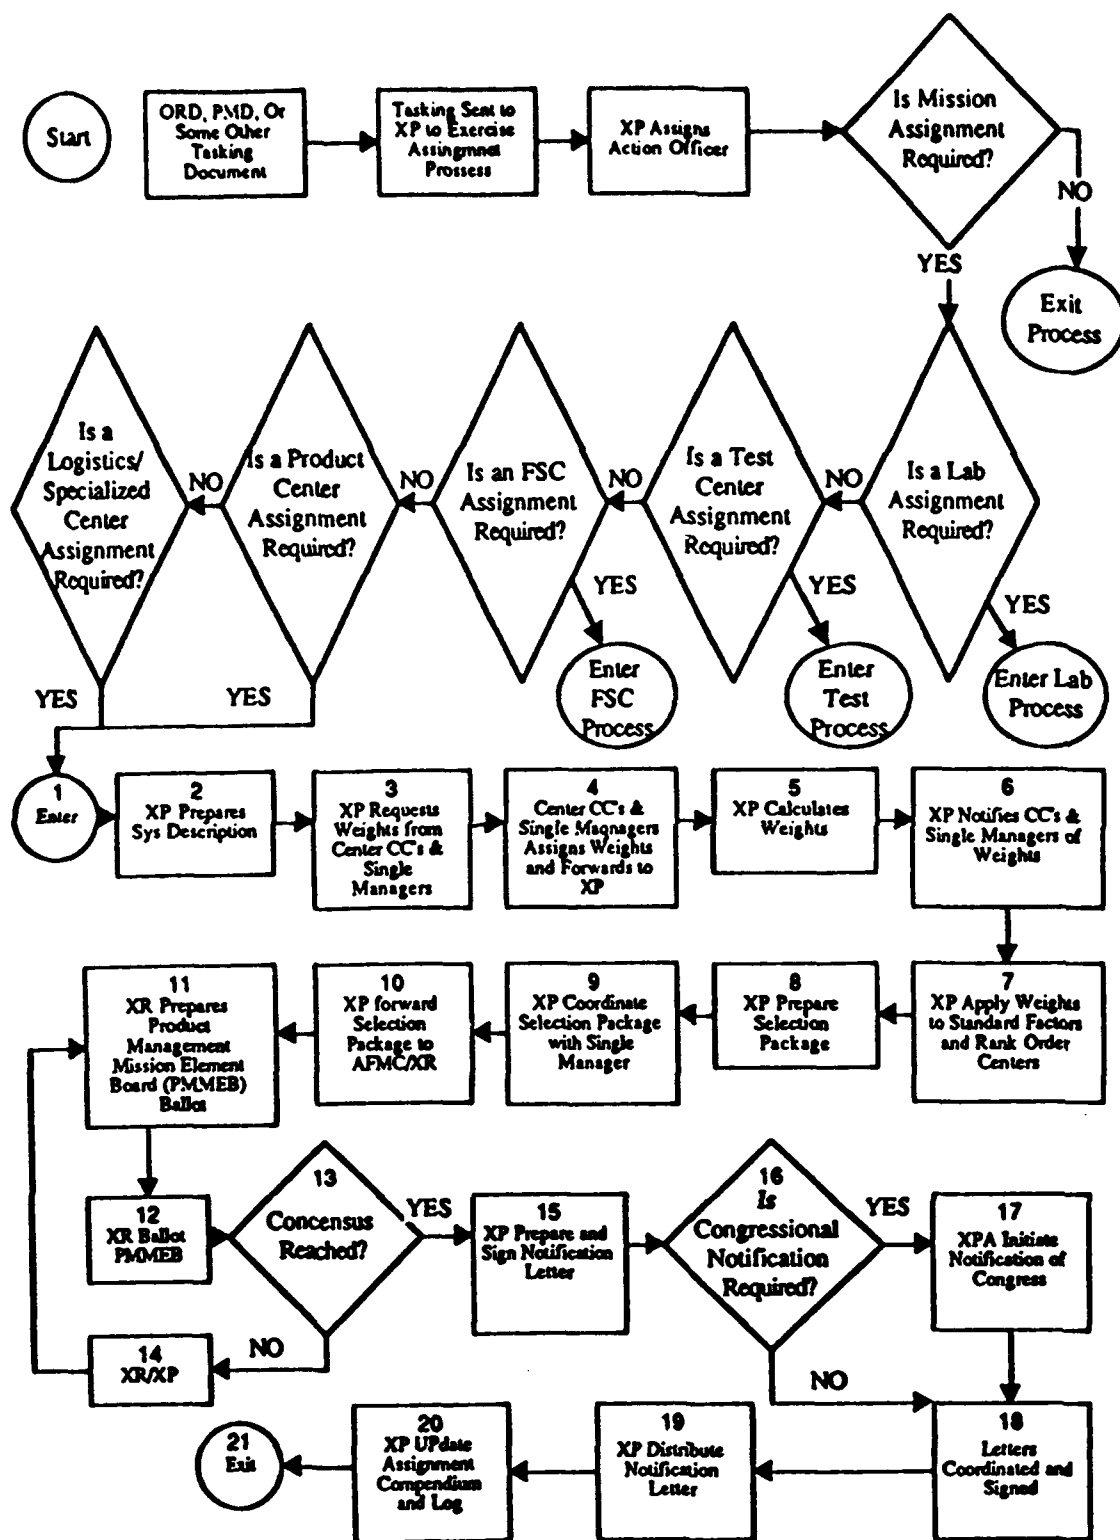 Start
ORD, PMD, Or
Some Other
Tasking
Document
Tasking Sent to
XP to Exercise
Assingmnet
Prossess
XP Assigns
Action Officer
Is Mission
Assignment
Required?
NO
YES
Exit
Process
Is a
Logistics/
Specialized
Center
Assignment
Required?
NO
Is a Product
Center
Assignment
Required?
NO
Is an FSC
Assignment
Required?
NO
Is a Test
Center
Assignment
Required?
NO
Is a Lab
Assignment
Required?
YES
YES
YES
YES
YES
Enter
FSC
Process
Enter
Test
Process
Enter Lab
Process
1
Enter
2
XP Prepares
Sys Description
3
XP Requests
Weights from
Center CC's &
Single
Managers
4
Center CC's &
Single Maqnagers
Assigns Weights
and Forwards to
XP
5
XP Calculates
Weights
6
XP Notifies CC's &
Single Managers of
Weights
11
XR Prepares
Product
Management
Mission Element
Board (PMMEB)
Ballot
10
XP forward
Selection
Package to
AFMC/XR
9
XP Coordinate
Selection Package
with Single
Manager
8
XP Prepare
Selection
Package
7
XP Apply Weights
to Standard Factors
and Rank Order
Centers
12
XR Ballot
PMMEB
13
Concensus
Reached?
YES
NO
14
XR/XP
15
XP Prepare and
Sign Notification
Letter
16
Is
Congressional
Notification
Required?
YES
NO
17
XPA Initiate
Notification of
Congress
21
Exit
20
XP UPdate
Assignment
Compendium
and Log
19
XP Distribute
Notification
Letter
18
Letters
Coordinated and
Signed